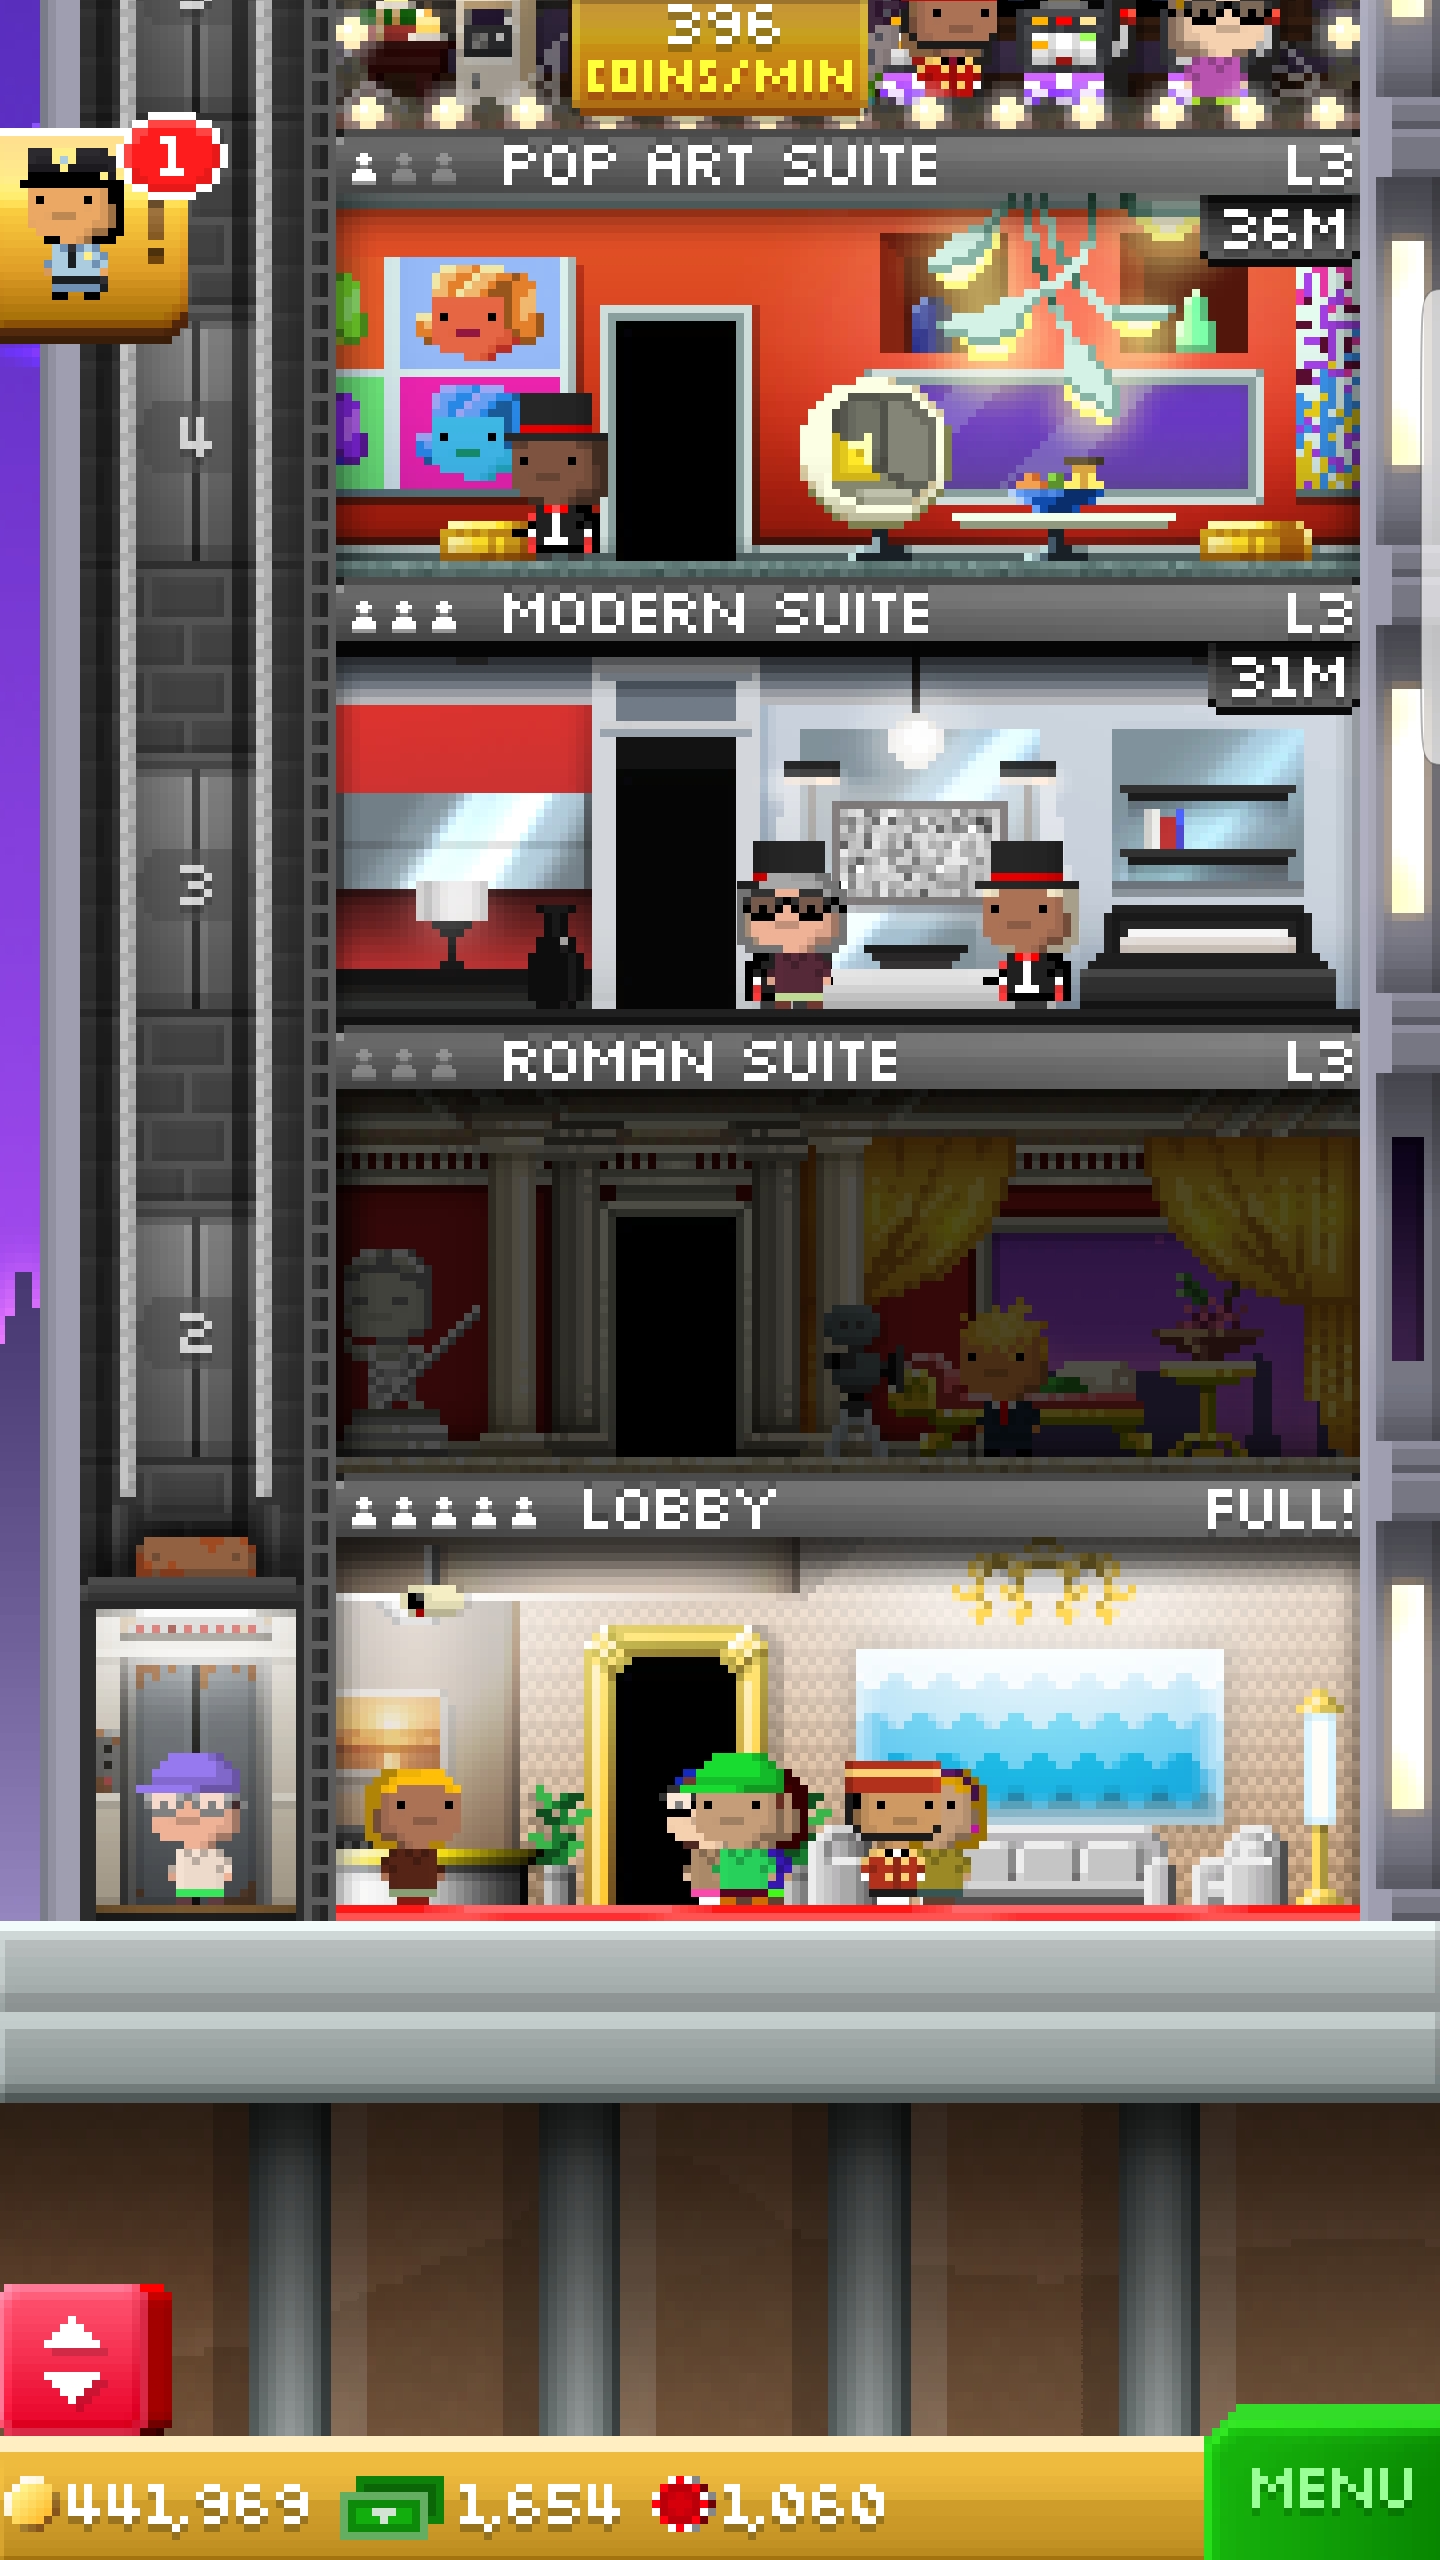 396
COINS/MIN
1
!
POP ART SUITE L3
36M
4
MODERN SUITE L3
31M
3
ROMAN SUITE L3
2
LOBBY FULL!
441,969 1,654 1,060
MENU